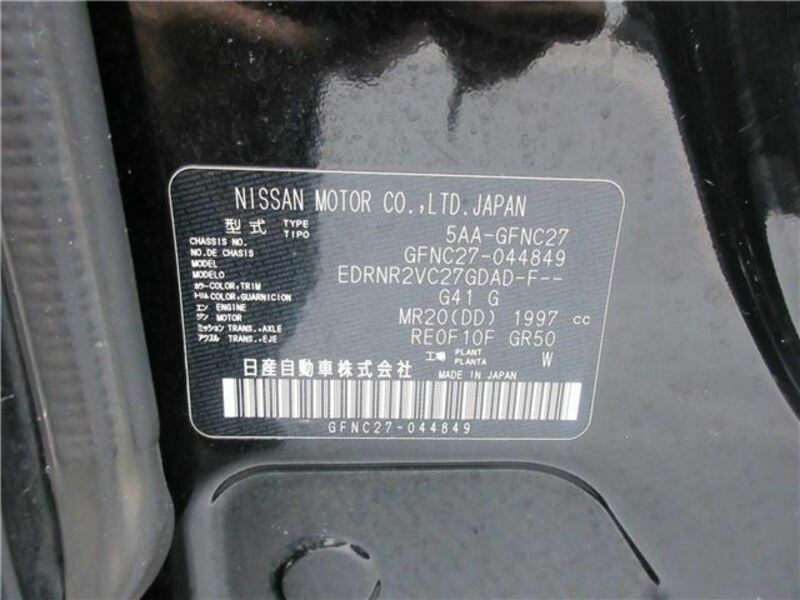 NISSAN MOTOR CO.,LTD.JAPAN
型式 TYPE TIPO 5AA-GFNC27
CHASSIS NO.
NO.DE CHASIS GFNC27-044849
MODEL
MODELO EDRNR2VC27GDAD-F--
カラー COLOR,TRIM
トリム COLOR,GUARNICION G41 G
エン ENGINE
ジン MOTOR MR20(DD) 1997 cc
ミッション TRANS.,AXLE
アクスル TRANS.,EJE RE0F10F GR50
工場 PLANT PLANTA W
日産自動車株式会社 MADE IN JAPAN
GFNC27-044849